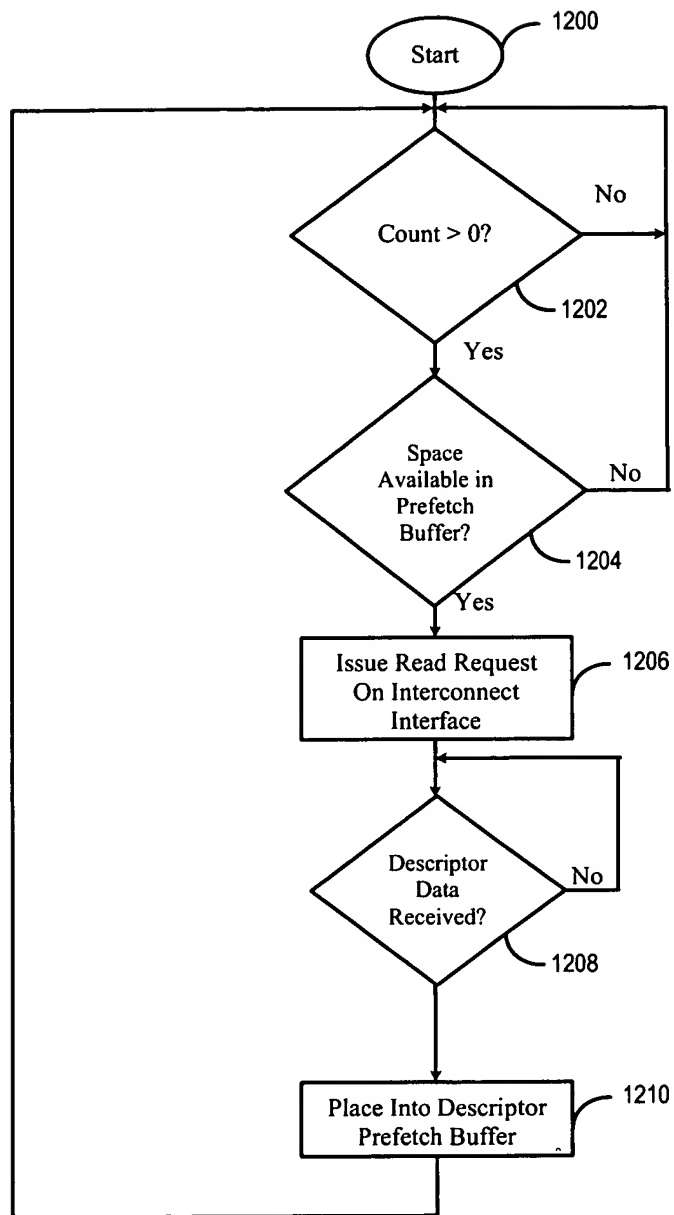 1200
Start
No
Count > 0?
1202
Yes
Space
Available in
Prefetch
Buffer?
No
1204
Yes
Issue Read Request
On Interconnect
Interface
1206
Descriptor
Data
Received?
No
1208
Place Into Descriptor
Prefetch Buffer
1210